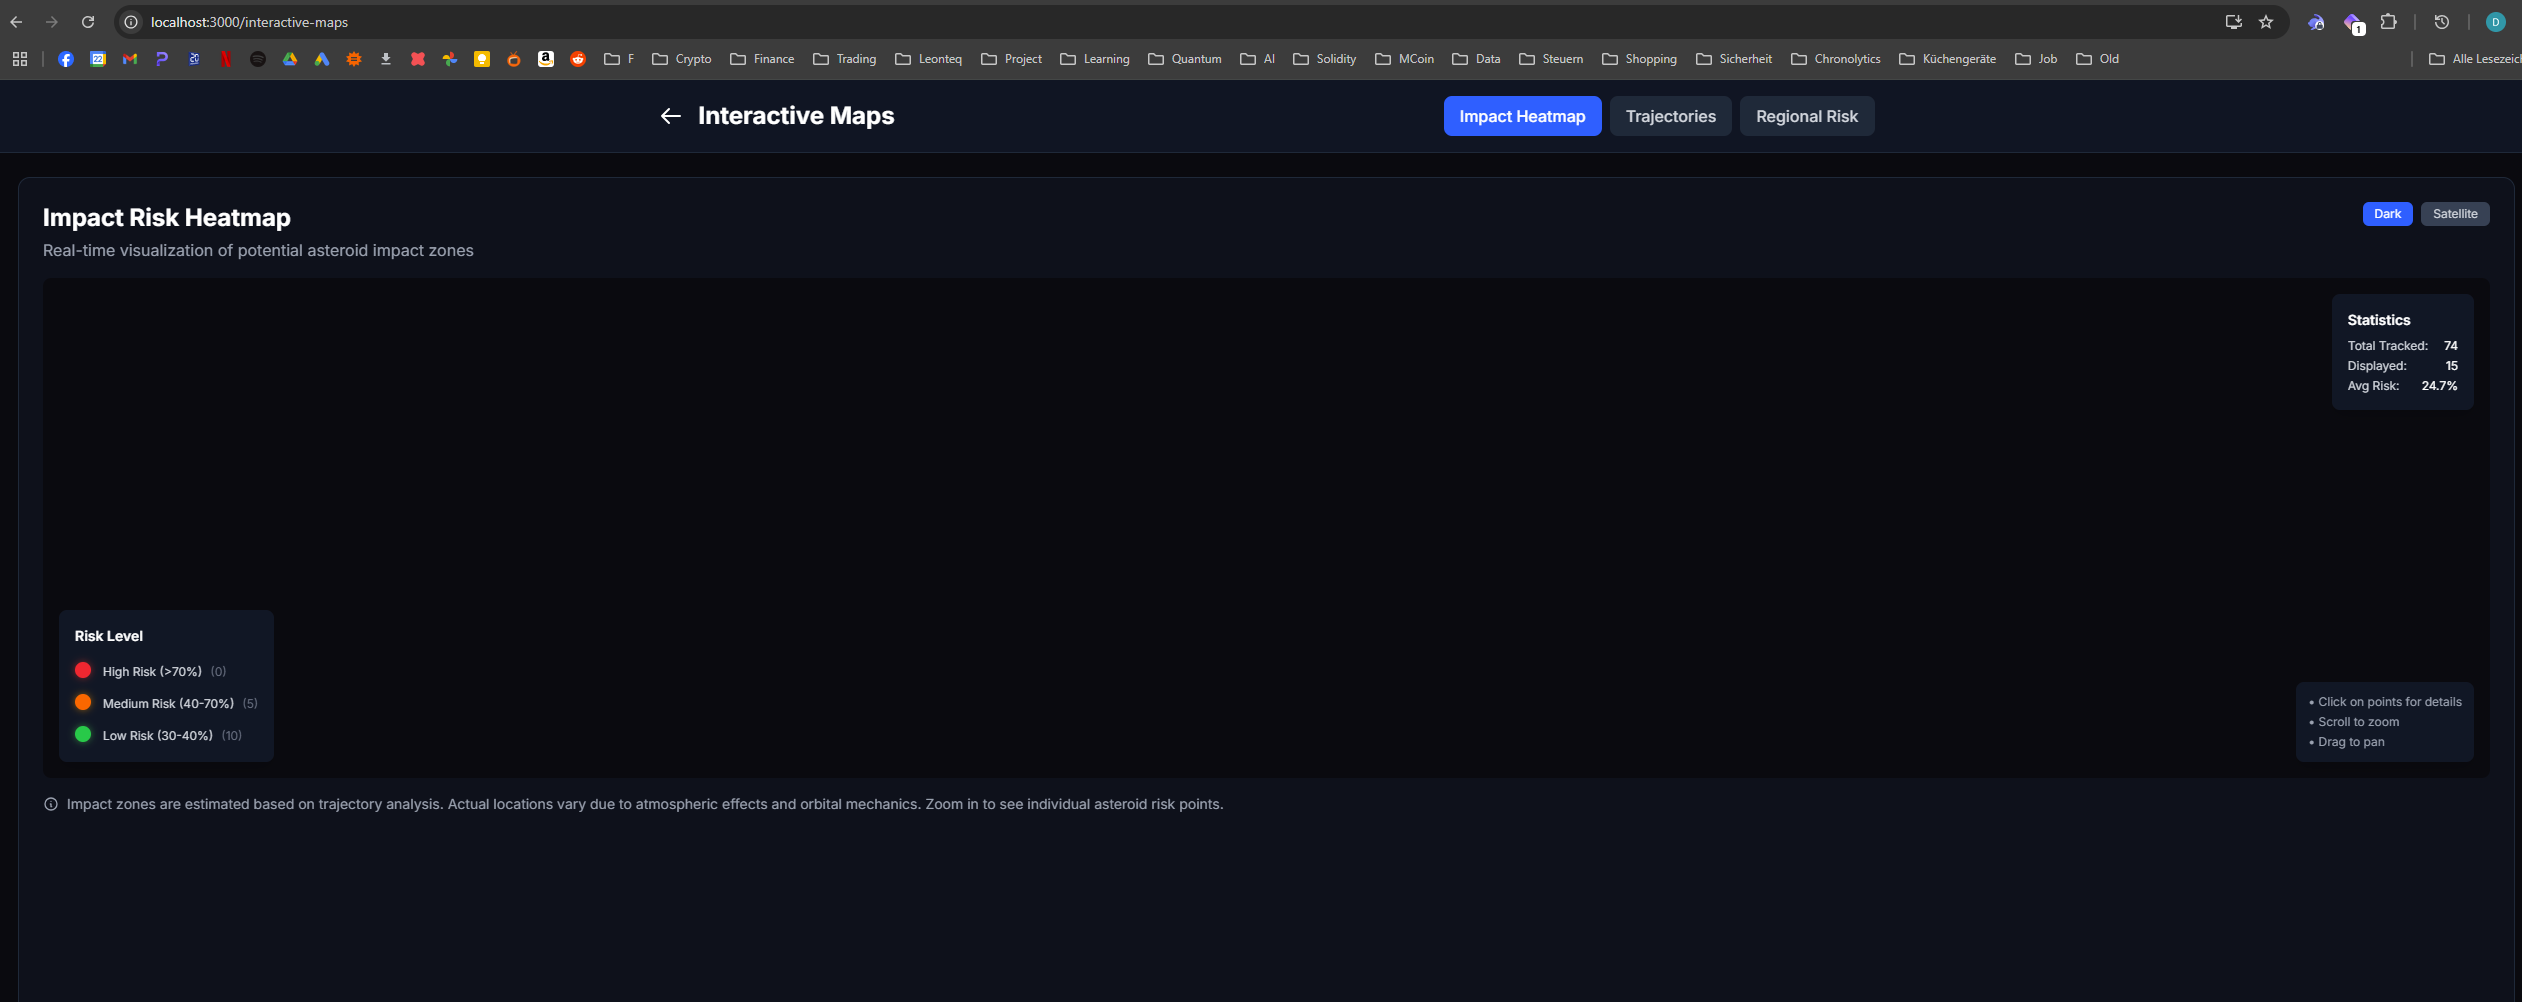 localhost:3000/interactive-maps
1
D
F
Crypto
Finance
Trading
Leonteq
Project
Learning
Quantum
AI
Solidity
MCoin
Data
Steuern
Shopping
Sicherheit
Chronolytics
Küchengeräte
Job
Old
Alle Lesezeic
Interactive Maps
Impact Heatmap
Trajectories
Regional Risk
Impact Risk Heatmap
Real-time visualization of potential asteroid impact zones
Dark
Satellite
Statistics
Total Tracked: 74
Displayed: 15
Avg Risk: 24.7%
Risk Level
High Risk (>70%) (0)
Medium Risk (40-70%) (5)
Low Risk (30-40%) (10)
• Click on points for details
• Scroll to zoom
• Drag to pan
Impact zones are estimated based on trajectory analysis. Actual locations vary due to atmospheric effects and orbital mechanics. Zoom in to see individual asteroid risk points.